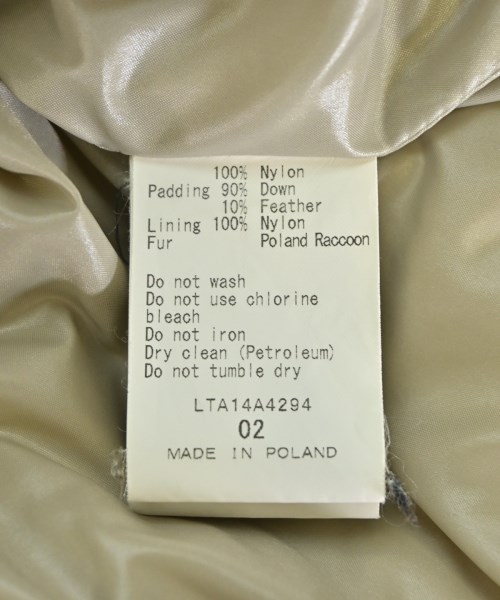 100% Nylon
Padding 90% Down
10% Feather
Lining 100% Nylon
Fur Poland Raccoon
Do not wash
Do not use chlorine
bleach
Do not iron
Dry clean (Petroleum)
Do not tumble dry
LTA14A4294
02
MADE IN POLAND